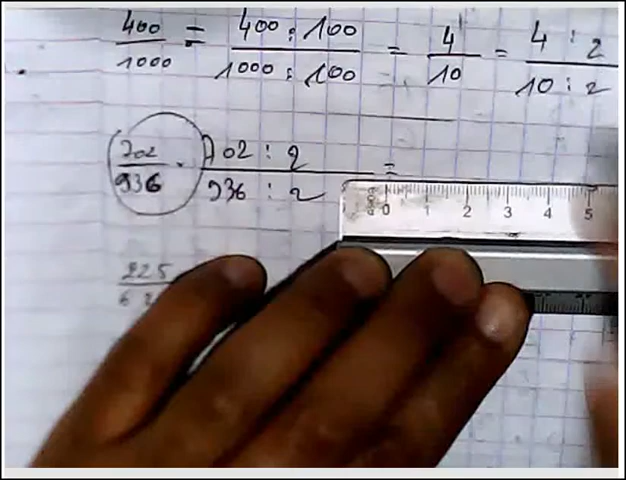 400/1000 = 400 : 100/1000 : 100 = 4/10 = 4 : 2/10 : 2
702/936 = 702 : 2/936 : 2 =
0 1 2 3 4 5
225